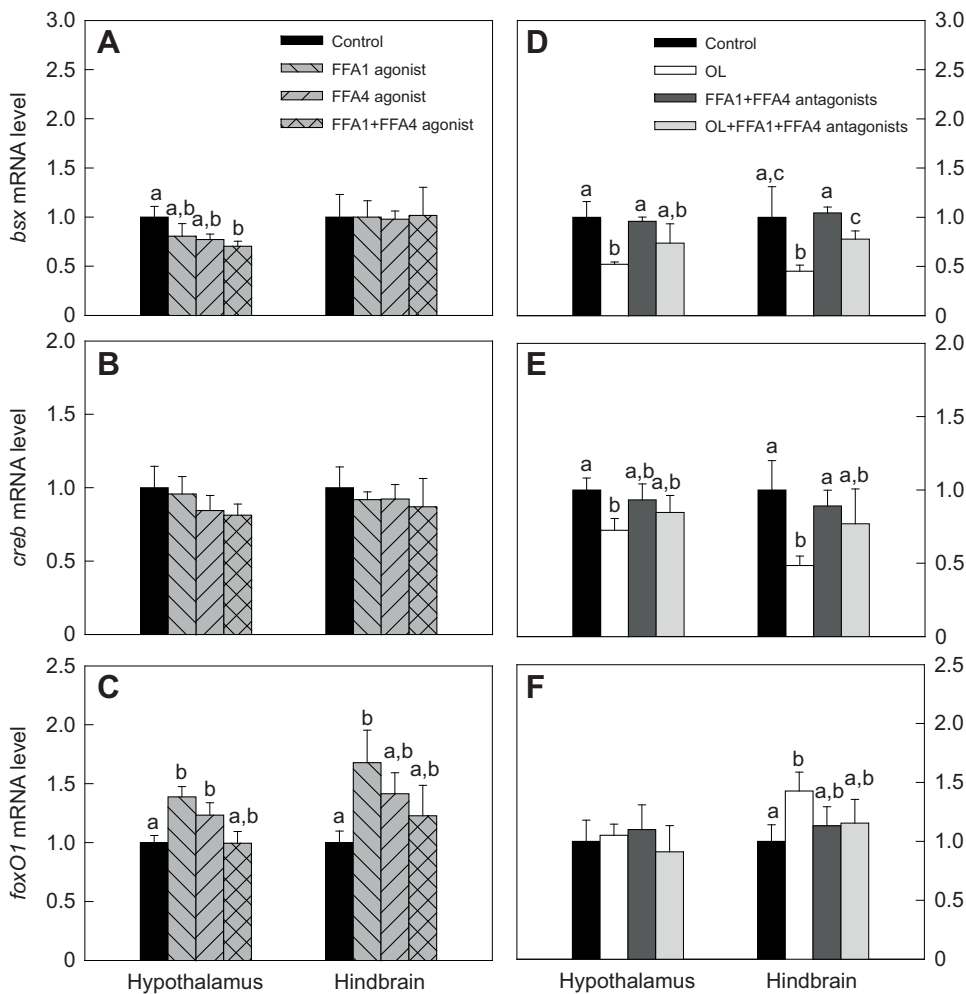 A
Control
FFA1 agonist
FFA4 agonist
FFA1+FFA4 agonist
bsx mRNA level
3.0
2.5
2.0
1.5
1.0
0.5
0
a
a,b
a,b
b
D
Control
OL
FFA1+FFA4 antagonists
OL+FFA1+FFA4 antagonists
3.0
2.5
2.0
1.5
1.0
0.5
0
a
b
a
a,b
a,c
b
a
c
B
creb mRNA level
2.0
1.5
1.0
0.5
0
E
2.0
1.5
1.0
0.5
0
a
b
a,b
a,b
a
b
a
a,b
C
foxO1 mRNA level
2.5
2.0
1.5
1.0
0.5
0
a
b
b
a,b
a
b
a,b
a,b
Hypothalamus
Hindbrain
F
2.5
2.0
1.5
1.0
0.5
0
a
b
a,b
a,b
Hypothalamus
Hindbrain